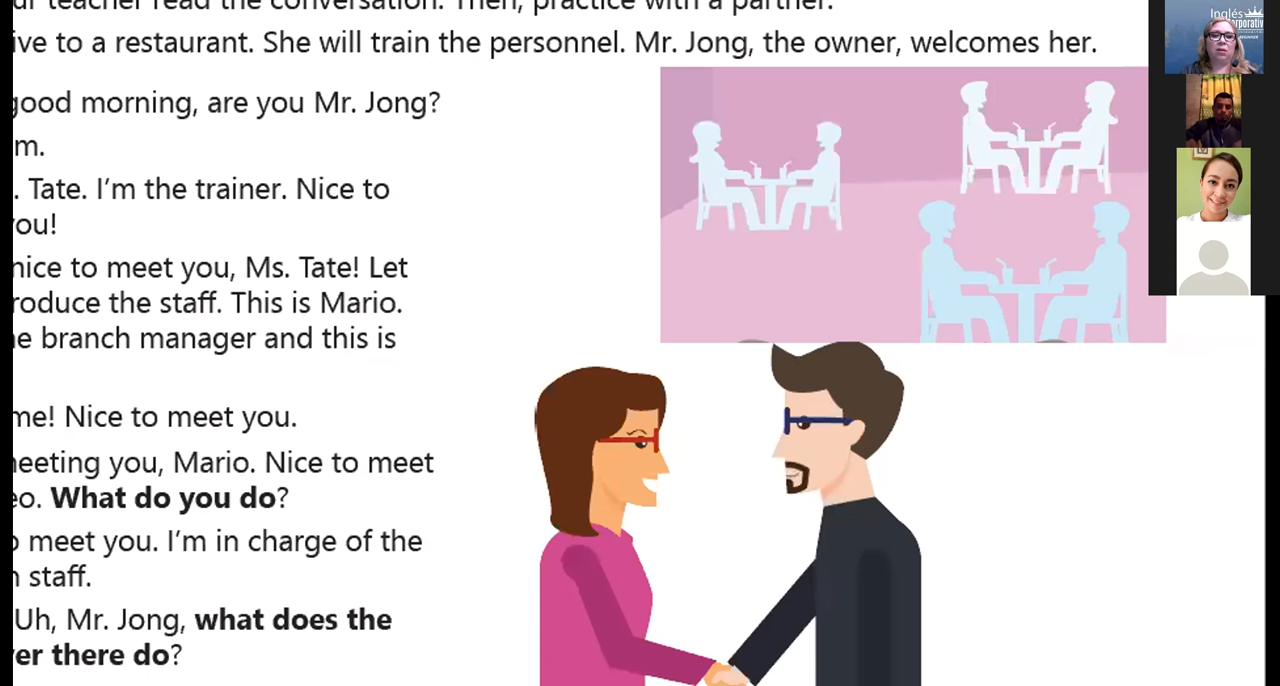 ur teacher read the conversation. Then, practice with a partner.
ive to a restaurant. She will train the personnel. Mr. Jong, the owner, welcomes her.
good morning, are you Mr. Jong?
m.
. Tate. I'm the trainer. Nice to
ou!
nice to meet you, Ms. Tate! Let
roduce the staff. This is Mario.
e branch manager and this is
me! Nice to meet you.
eeting you, Mario. Nice to meet
eo. What do you do?
o meet you. I'm in charge of the
n staff.
Uh, Mr. Jong, what does the
er there do?
Inglés
orporativ